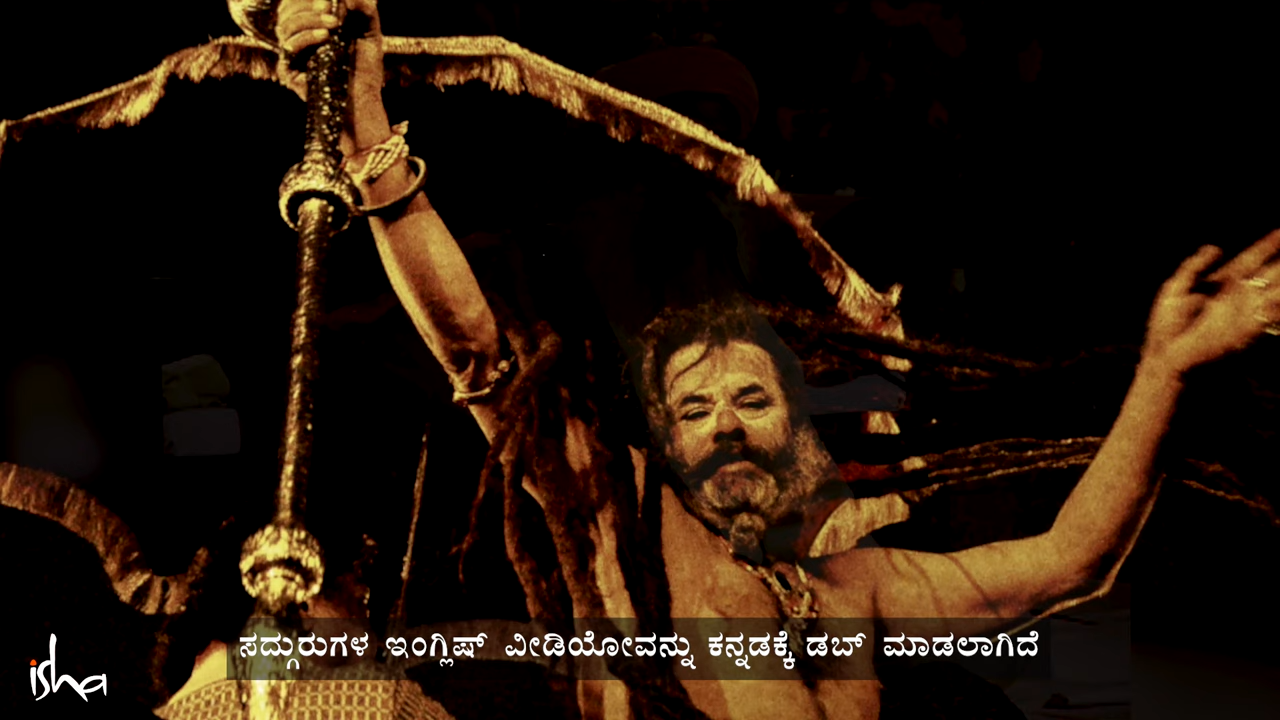 ಸದ್ಗುರುಗಳ ಇಂಗ್ಲಿಷ್ ವೀಡಿಯೋವನ್ನು ಕನ್ನಡಕ್ಕೆ ಡಬ್ ಮಾಡಲಾಗಿದೆ
isha